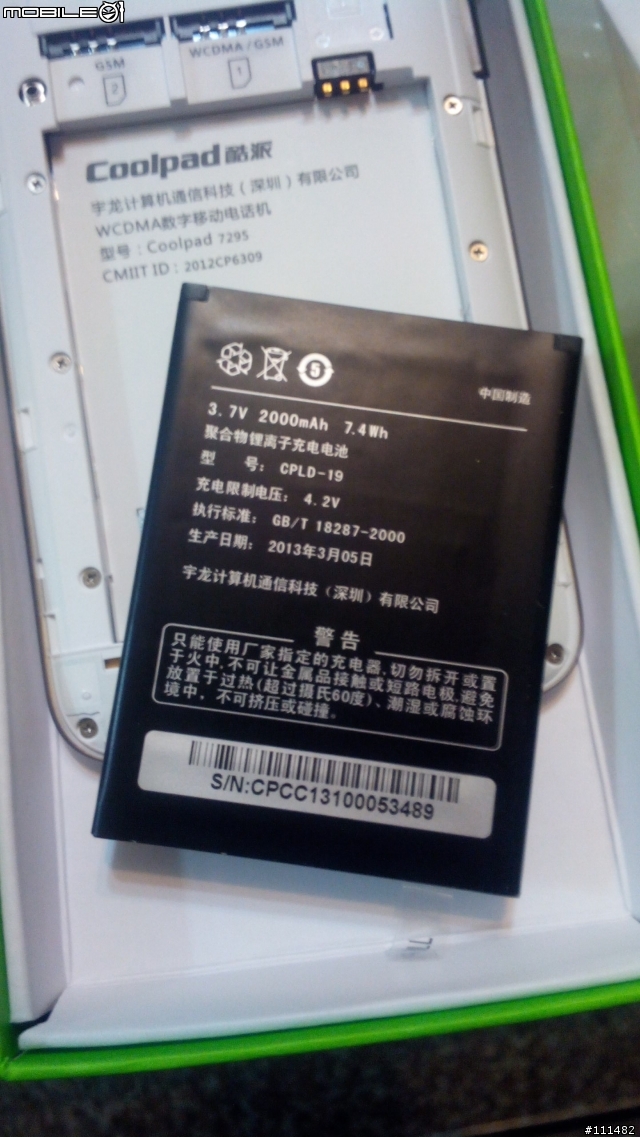 MOBILE01
GSM
2
WCDMA/GSM
1
Coolpad 酷派
宇龙计算机通信科技（深圳）有限公司
WCDMA数字移动电话机
型号：Coolpad 7295
CMIIT ID：2012CP6309
5
中国制造
3.7V 2000mAh 7.4Wh
聚合物锂离子充电电池
型 号：CPLD-19
充电限制电压：4.2V
执行标准：GB/T 18287-2000
生产日期：2013年3月05日
宇龙计算机通信科技（深圳）有限公司
警告
只能使用厂家指定的充电器,切勿拆开或置
于火中,不可让金属品接触或短路电极,避免
放置于过热(超过摄氏60度)、潮湿或腐蚀环
境中，不可挤压或碰撞。
S/N:CPCC13100053489
#111482